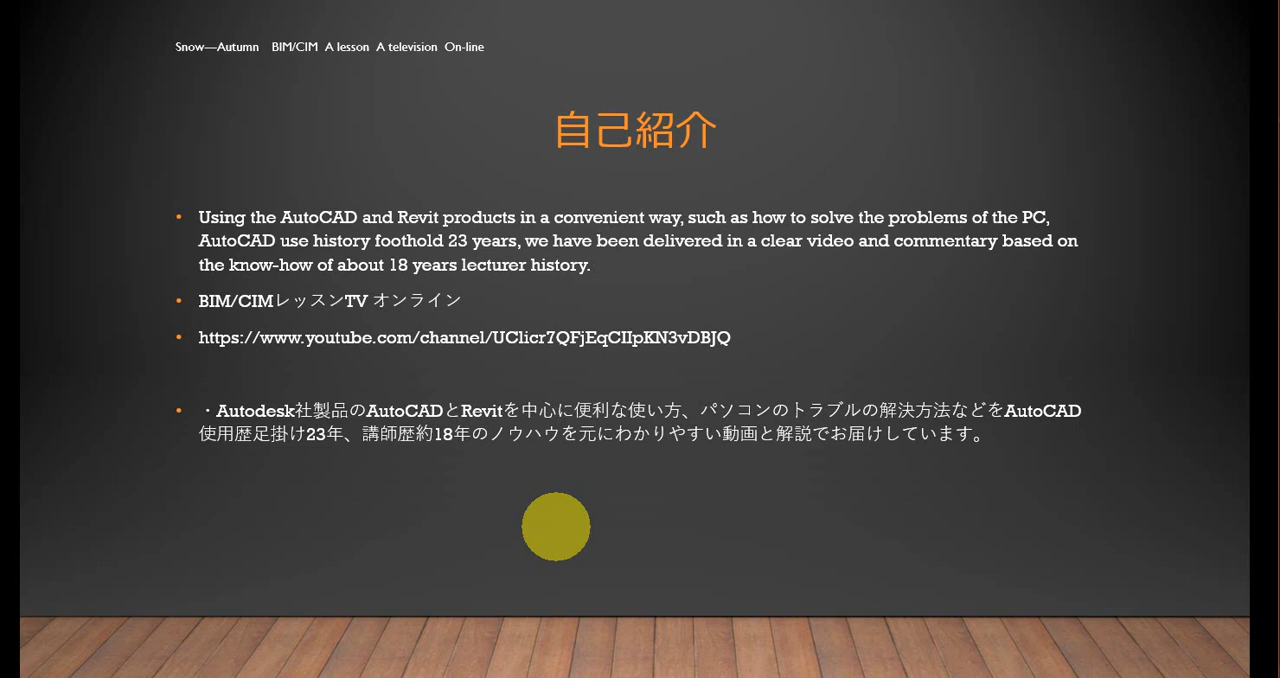 Snow—Autumn BIM/CIM A lesson A television On-line
自己紹介
• Using the AutoCAD and Revit products in a convenient way, such as how to solve the problems of the PC,
AutoCAD use history foothold 23 years, we have been delivered in a clear video and commentary based on
the know-how of about 18 years lecturer history.
• BIM/CIMレッスンTV オンライン
• https://www.youtube.com/channel/UClicr7QFjEqCIIpKN3vDBJQ
• ・Autodesk社製品のAutoCADとRevitを中心に便利な使い方、パソコンのトラブルの解決方法などをAutoCAD
使用歴足掛け23年、講師歴約18年のノウハウを元にわかりやすい動画と解説でお届けしています。